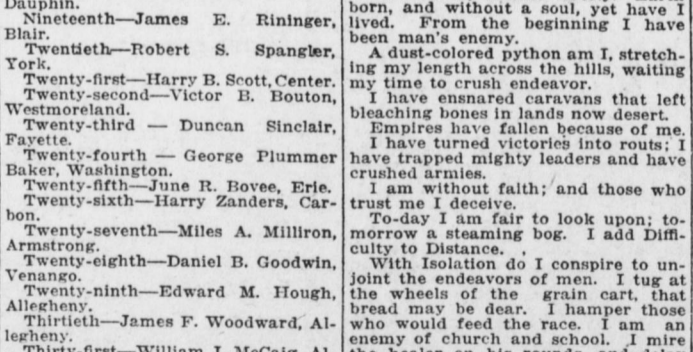 Dauphin.
Nineteenth—James E. Rininger,
Blair.
Twentieth—Robert S. Spangler,
York.
Twenty-first—Harry B. Scott, Center.
Twenty-second—Victor B. Bouton,
Westmoreland.
Twenty-third — Duncan Sinclair,
Fayette.
Twenty-fourth — George Plummer
Baker, Washington.
Twenty-fifth—June R. Bovee, Erie.
Twenty-sixth—Harry Zanders, Car-
bon.
Twenty-seventh—Miles A. Milliron,
Armstrong.
Twenty-eighth—Daniel B. Goodwin,
Venango.
Twenty-ninth—Edward M. Hough,
Allegheny.
Thirtieth—James F. Woodward, Al-
legheny.
Thirty-first—William J. McCaig, Al-
born, and without a soul, yet have I
lived. From the beginning I have
been man's enemy.
A dust-colored python am I, stretch-
ing my length across the hills, waiting
my time to crush endeavor.
I have ensnared caravans that left
bleaching bones in lands now desert.
Empires have fallen because of me.
I have turned victories into routs; I
have trapped mighty leaders and have
crushed armies.
I am without faith; and those who
trust me I deceive.
To-day I am fair to look upon; to-
morrow a steaming bog. I add Diffi-
culty to Distance.
With Isolation do I conspire to un-
joint the endeavors of men. I tug at
the wheels of the grain cart, that
bread may be dear. I hamper those
who would feed the race. I am an
enemy of church and school. I mire